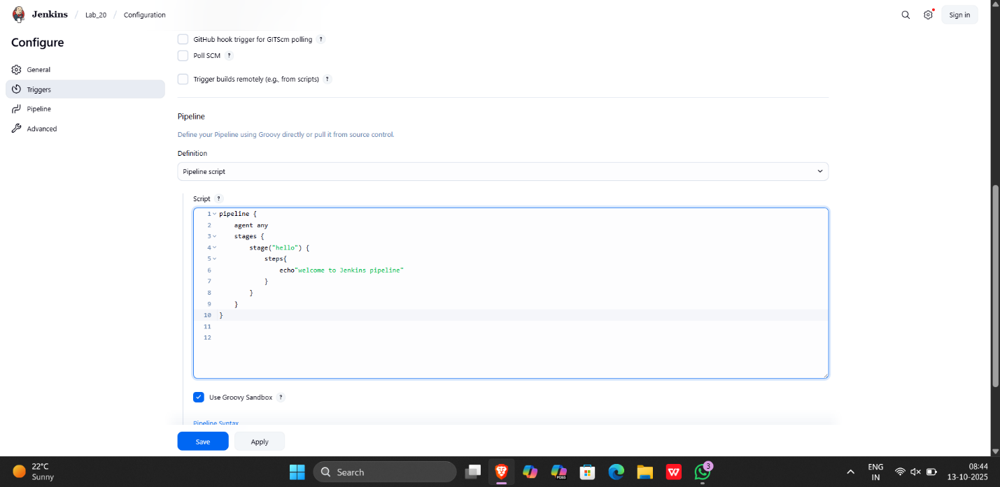 Jenkins / Lab_20 / Configuration
Sign in
Configure
General
Triggers
Pipeline
Advanced
GitHub hook trigger for GITScm polling ?
Poll SCM ?
Trigger builds remotely (e.g., from scripts) ?
Pipeline
Define your Pipeline using Groovy directly or pull it from source control.
Definition
Pipeline script
Script ?
1 pipeline {
2 agent any
3 stages {
4 stage("hello") {
5 steps{
6 echo"welcome to Jenkins pipeline"
7 }
8 }
9 }
10 }
11
12
Use Groovy Sandbox ?
Pipeline Syntax
Save
Apply
22°C
Sunny
Search
M365
W
3
ENG
IN
08:44
13-10-2025